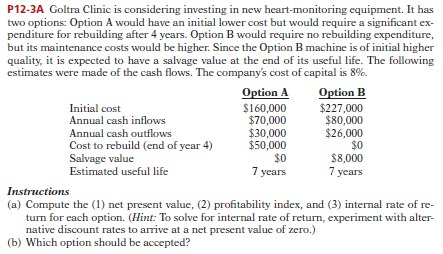 P12-3A Goltra Clinic is considering investing in new heart-monitoring equipment. It has
two options: Option A would have an initial lower cost but would require a significant ex-
penditure for rebuilding after 4 years. Option B would require no rebuilding expenditure,
but its maintenance costs would be higher. Since the Option B machine is of initial higher
quality, it is expected to have a salvage value at the end of its useful life. The following
estimates were made of the cash flows. The company's cost of capital is 8%.
Option A Option B
Initial cost $160,000 $227,000
Annual cash inflows $70,000 $80,000
Annual cash outflows $30,000 $26,000
Cost to rebuild (end of year 4) $50,000 $0
Salvage value $0 $8,000
Estimated useful life 7 years 7 years
Instructions
(a) Compute the (1) net present value, (2) profitability index, and (3) internal rate of re-
turn for each option. (Hint: To solve for internal rate of return, experiment with alter-
native discount rates to arrive at a net present value of zero.)
(b) Which option should be accepted?